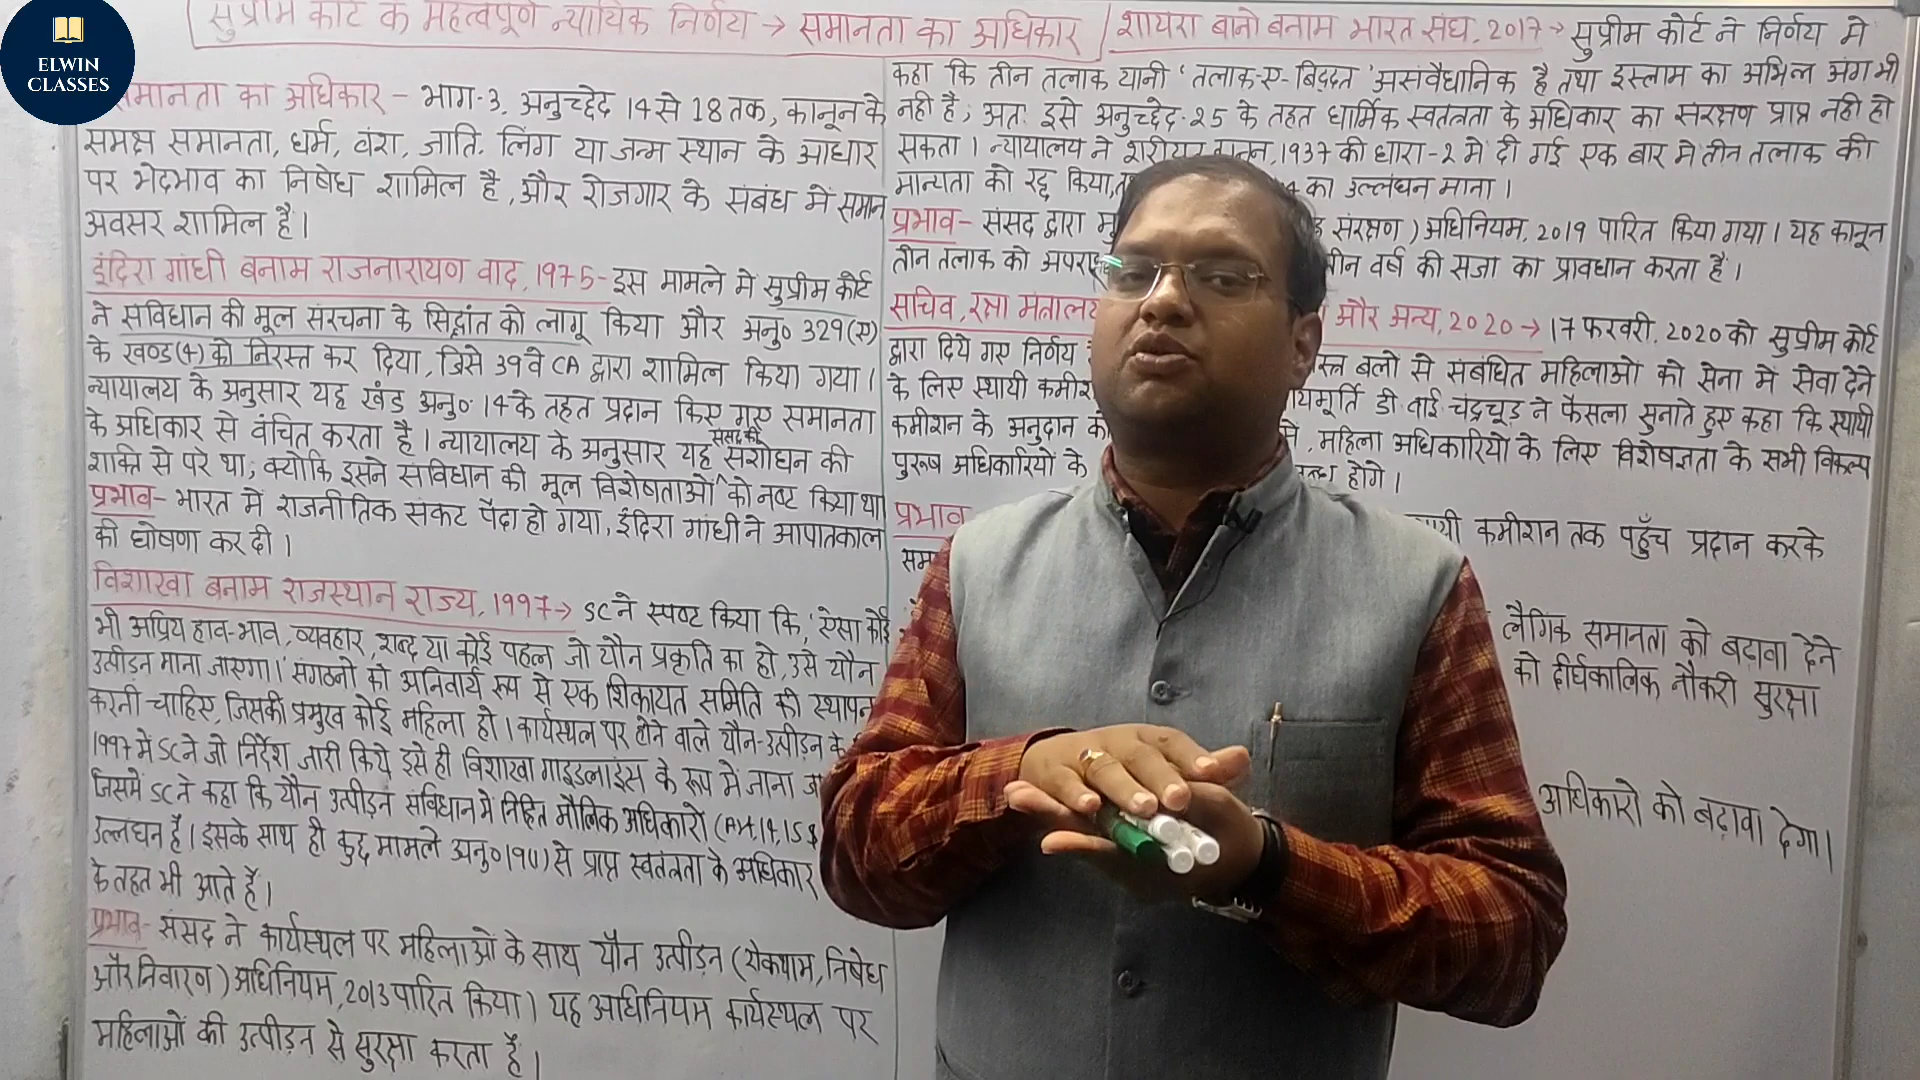 ELWIN
CLASSES
सुप्रीम कोर्ट के महत्वपूर्ण न्यायिक निर्णय → समानता का अधिकार
समानता का अधिकार – भाग-3, अनुच्छेद 14 से 18 तक, कानून के
समक्ष समानता, धर्म, वंश, जाति, लिंग या जन्म स्थान के आधार
पर भेदभाव का निषेध शामिल है, और रोजगार के संबंध में समान
अवसर शामिल है।
इंदिरा गांधी बनाम राजनारायण वाद, 1975- इस मामले मे सुप्रीम कोर्ट
ने संविधान की मूल संरचना के सिद्धांत को लागू किया और अनु० 329(ए)
के खण्ड(4) को निरस्त कर दिया, जिसे 39वे CA द्वारा शामिल किया गया।
न्यायालय के अनुसार यह खंड अनु० 14 के तहत प्रदान किए गए समानता
के अधिकार से वंचित करता है। न्यायालय के अनुसार यह संसद की संशोधन की
शक्ति से परे था, क्योंकि इसने संविधान की मूल विशेषताओं को नष्ट किया था
प्रभाव- भारत में राजनीतिक संकट पैदा हो गया, इंदिरा गांधी ने आपातकाल
की घोषणा कर दी।
विशाखा बनाम राजस्थान राज्य, 1997→ SC ने स्पष्ट किया कि, 'ऐसा कोई
भी अप्रिय हाव-भाव, व्यवहार, शब्द या कोई पहल जो यौन प्रकृति का हो, उसे यौन
उत्पीड़न माना जाएगा।' संगठनों को अनिवार्य रूप से एक शिकायत समिति की स्थापना
करनी चाहिए, जिसकी प्रमुख कोई महिला हो। कार्यस्थल पर होने वाले यौन-उत्पीड़न के
1997 में SC ने जो निर्देश जारी किये इसे ही विशाखा गाइडलाइंस के रूप में जाना
जिसमें SC ने कहा कि यौन उत्पीड़न संविधान में निहित मौलिक अधिकारों
उल्लंघन है। इसके साथ ही कुछ मामले अनु० से प्राप्त स्वतंत्रता के अधिकार
के तहत भी आते हैं।
प्रभाव- संसद ने कार्यस्थल पर महिलाओं के साथ यौन उत्पीड़न (रोकथाम, निषेध
और निवारण) अधिनियम, 2013 पारित किया। यह अधिनियम कार्यस्थल पर
महिलाओं की उत्पीड़न से सुरक्षा करता है।
शायरा बानो बनाम भारत संघ, 2017→ सुप्रीम कोर्ट ने निर्णय मे
कहा कि तीन तलाक यानी 'तलाक-ए-बिद्दत' असंवैधानिक है तथा इस्लाम का अभिन्न अंग भी
नही है; अतः इसे अनुच्छेद-25 के तहत धार्मिक स्वतंत्रता के अधिकार का संरक्षण प्राप्त नही हो
सकता। न्यायालय ने शरीयत कानून, 1937 की धारा-2 मे दी गई एक बार मे तीन तलाक की
मान्यता को रद्द किया, का उल्लंघन माना।
प्रभाव- संसद द्वारा संरक्षण) अधिनियम, 2019 पारित किया गया। यह कानून
तीन तलाक को तीन वर्ष की सजा का प्रावधान करता है।
सचिव, रक्षा मंत्रालय और अन्य, 2020→ 17 फरवरी, 2020 को सुप्रीम कोर्ट
द्वारा दिये गए निर्णय बलों से संबंधित महिलाओं को सेना मे सेवा देने
के लिए स्थायी डी. वाई चंद्रचूड़ ने फैसला सुनाते हुए कहा कि स्थायी
कमीशन के अनुदान महिला अधिकारियों के लिए विशेषज्ञता के सभी विकल्प
पुरुष अधिकारियों के होंगे।
प्रभाव कमीशन तक पहुँच प्रदान करके
लैंगिक समानता को बढ़ावा देने
को दीर्घकालिक नौकरी सुरक्षा
अधिकारो को बढ़ावा देगा।